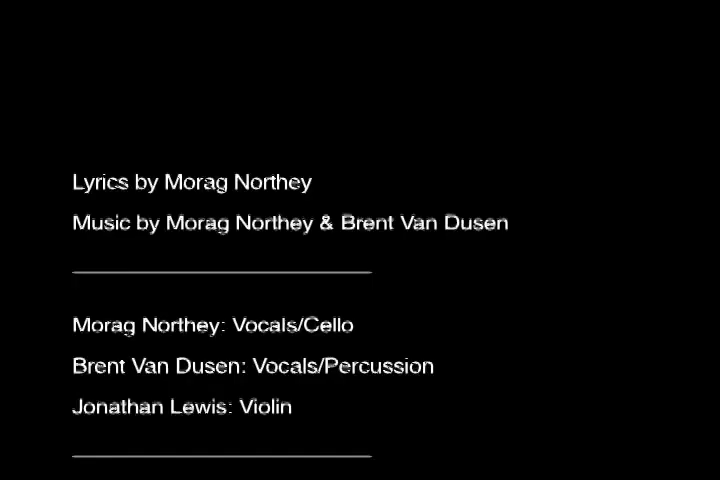 Lyrics by Morag Northey
Music by Morag Northey & Brent Van Dusen
Morag Northey: Vocals/Cello
Brent Van Dusen: Vocals/Percussion
Jonathan Lewis: Violin